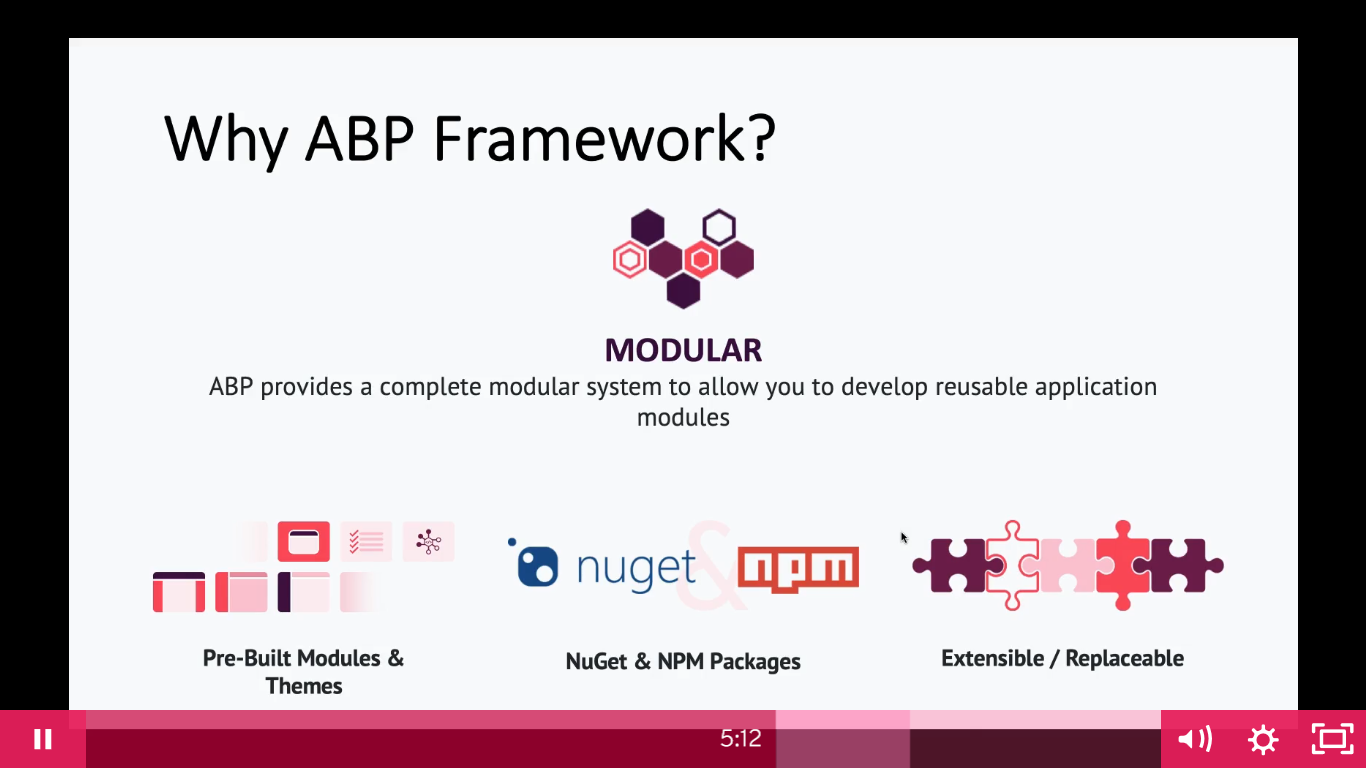 Why ABP Framework?
MODULAR
ABP provides a complete modular system to allow you to develop reusable application
modules
nuget & npm
Pre-Built Modules &
Themes
NuGet & NPM Packages
Extensible / Replaceable
5:12